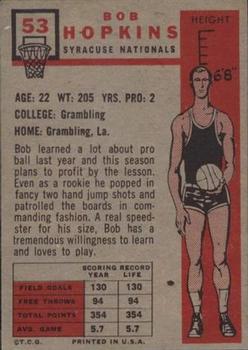 53
BOB
HOPKINS
SYRACUSE NATIONALS
HEIGHT
6'8"
AGE: 22 WT: 205 YRS. PRO: 2
COLLEGE: Grambling
HOME: Grambling, La.
Bob learned a lot about pro
ball last year and this season
plans to profit by the lesson.
Even as a rookie he popped in
fancy two hand jump shots and
patrolled the boards in com-
manding fashion. A real speed-
ster for his size, Bob has a
tremendous willingness to learn
and loves to play.
SCORING RECORD
YEAR LIFE
FIELD GOALS 130 130
FREE THROWS 94 94
TOTAL POINTS 354 354
AVG. GAME 5.7 5.7
©T.C.G. PRINTED IN U.S.A.